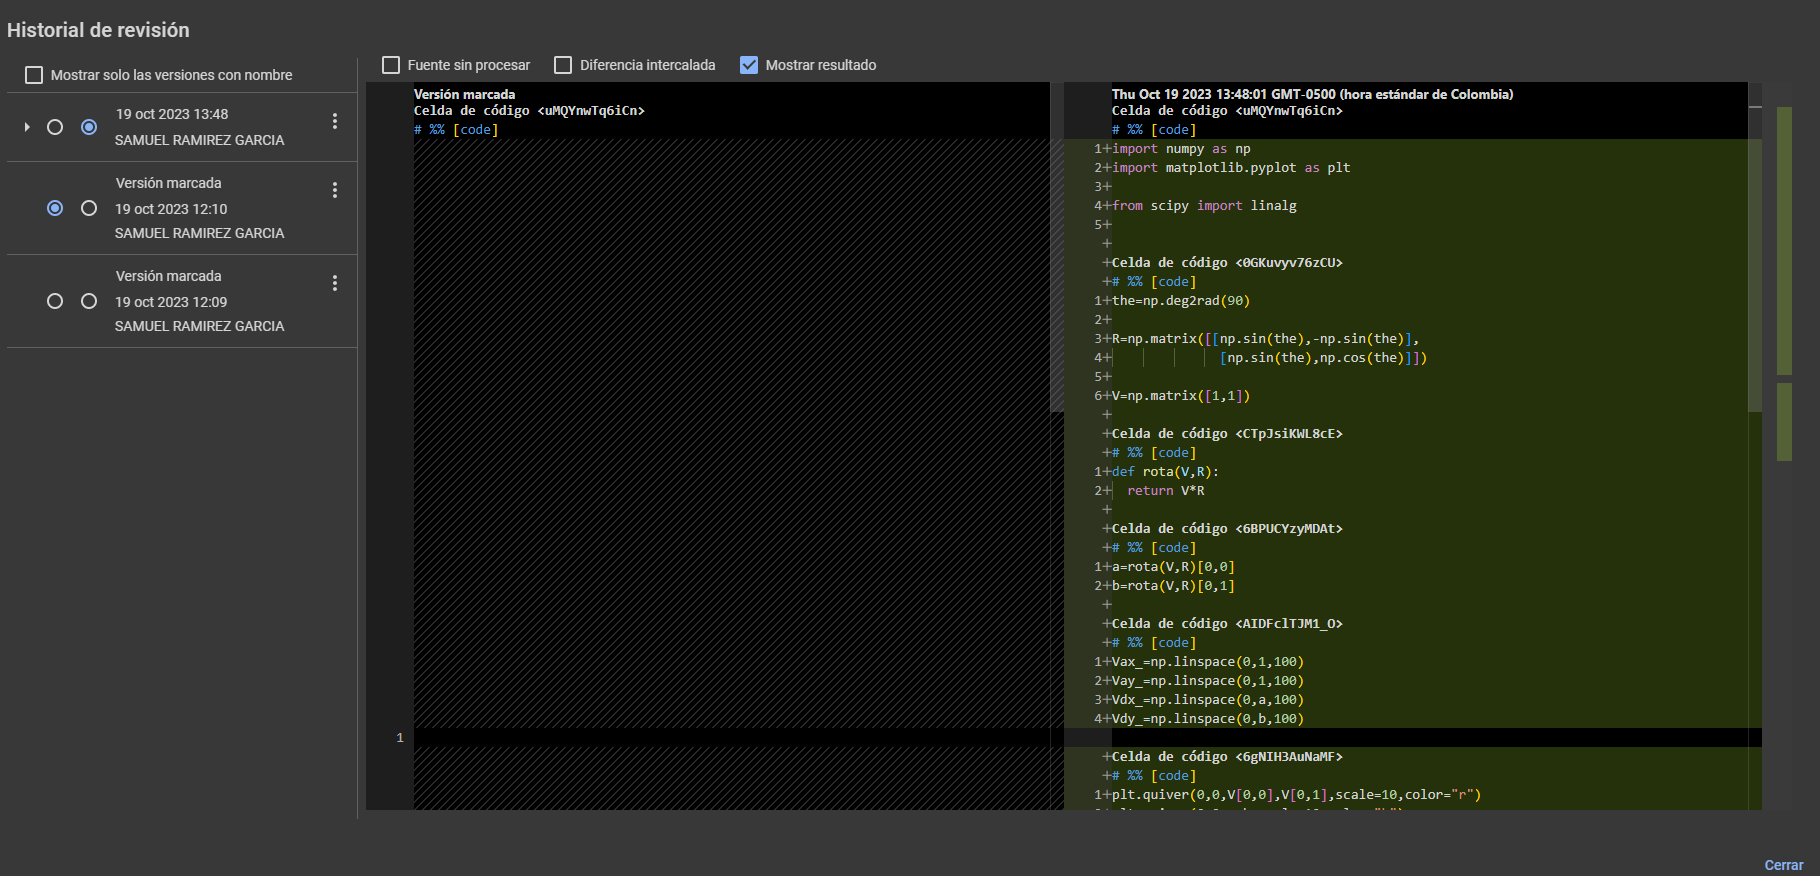 Historial de revisión
Mostrar solo las versiones con nombre
19 oct 2023 13:48
SAMUEL RAMIREZ GARCIA
Versión marcada
19 oct 2023 12:10
SAMUEL RAMIREZ GARCIA
Versión marcada
19 oct 2023 12:09
SAMUEL RAMIREZ GARCIA
Fuente sin procesar
Diferencia intercalada
Mostrar resultado
Versión marcada
Celda de código <uMQYnwTq6iCn>
# %% [code]
1
Thu Oct 19 2023 13:48:01 GMT-0500 (hora estándar de Colombia)
Celda de código <uMQYnwTq6iCn>
# %% [code]
1+import numpy as np
2+import matplotlib.pyplot as plt
3+
4+from scipy import linalg
5+
+
+Celda de código <0GKuvyv76zCU>
+# %% [code]
1+the=np.deg2rad(90)
2+
3+R=np.matrix([[np.sin(the),-np.sin(the)],
4+[np.sin(the),np.cos(the)]])
5+
6+V=np.matrix([1,1])
+
+Celda de código <CTpJsiKWL8cE>
+# %% [code]
1+def rota(V,R):
2+ return V*R
+
+Celda de código <6BPUCYzyMDAt>
+# %% [code]
1+a=rota(V,R)[0,0]
2+b=rota(V,R)[0,1]
+
+Celda de código <AIDFclTJM1_O>
+# %% [code]
1+Vax_=np.linspace(0,1,100)
2+Vay_=np.linspace(0,1,100)
3+Vdx_=np.linspace(0,a,100)
4+Vdy_=np.linspace(0,b,100)
+Celda de código <6gNIH3AuNaMF>
+# %% [code]
1+plt.quiver(0,0,V[0,0],V[0,1],scale=10,color="r")
Cerrar